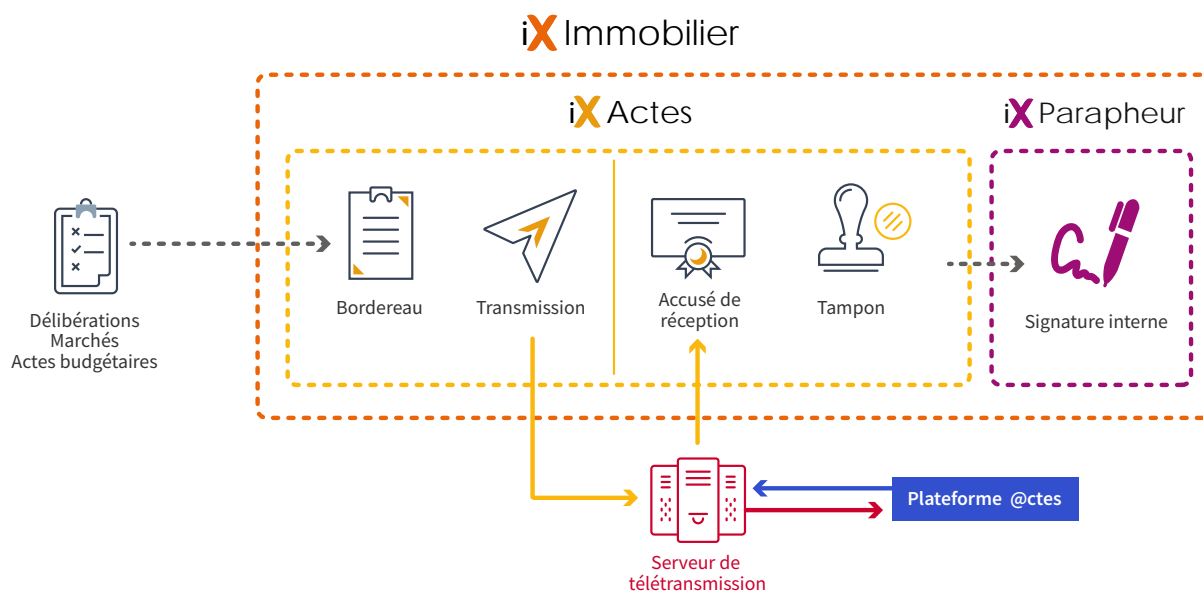 iX Immobilier
iX Actes
iX Parapheur
Bordereau
Transmission
Accusé de
réception
Tampon
Signature interne
Délibérations
Marchés
Actes budgétaires
Plateforme @ctes
Serveur de
télétransmission